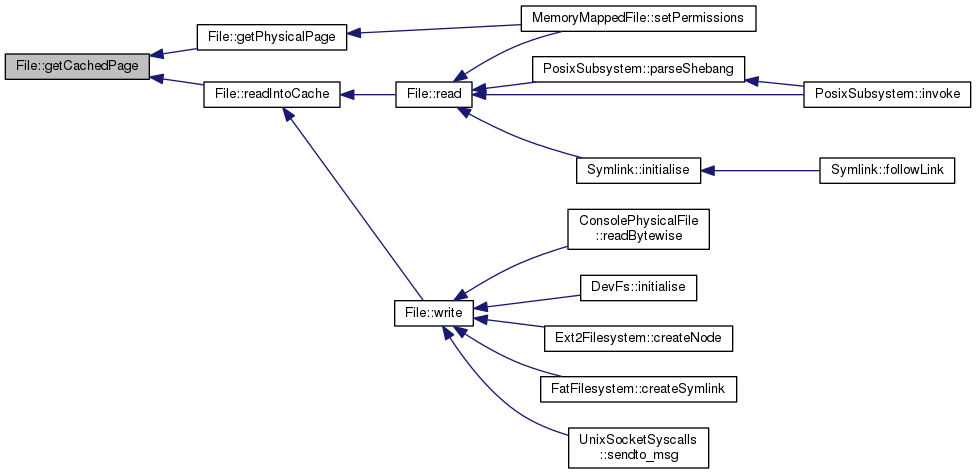 File::getCachedPage
File::getPhysicalPage
MemoryMappedFile::setPermissions
File::readIntoCache
File::read
PosixSubsystem::parseShebang
PosixSubsystem::invoke
Symlink::initialise
Symlink::followLink
File::write
ConsolePhysicalFile
::readBytewise
DevFs::initialise
Ext2Filesystem::createNode
FatFilesystem::createSymlink
UnixSocketSyscalls
::sendto_msg